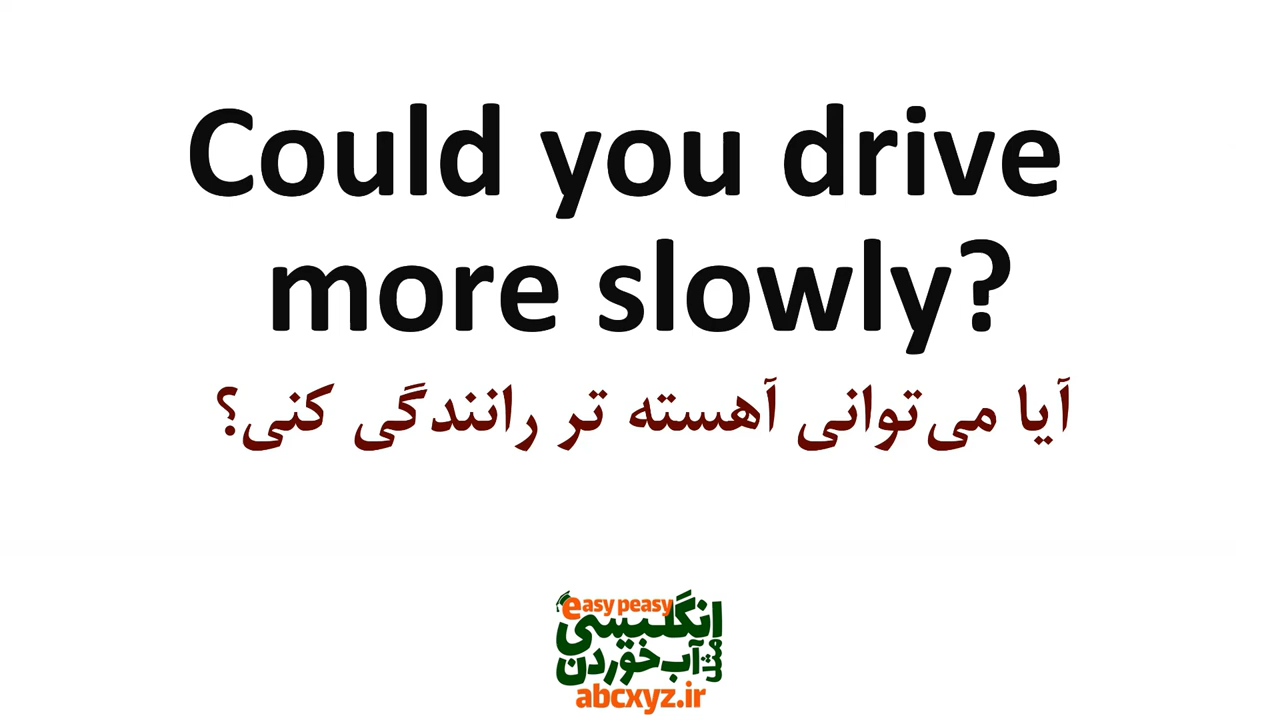 Could you drive
more slowly?
آیا می‌توانی آهسته تر رانندگی کنی؟
easy peasy
انگلیسی
مثل آب خوردن
abcxyz.ir